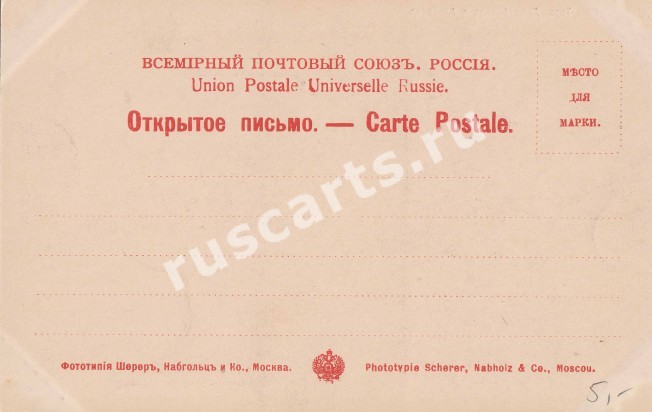 ВСЕМІРНЫЙ ПОЧТОВЫЙ СОЮЗЪ. РОССІЯ.
Union Postale Universelle Russie.
Открытое письмо. — Carte Postale.
МѢСТО
ДЛЯ
МАРКИ.
ruscarts.ru
Фототипія Шереръ, Набгольцъ и Ко., Москва.
Phototypie Scherer, Nabholz & Co., Moscou.
5,-